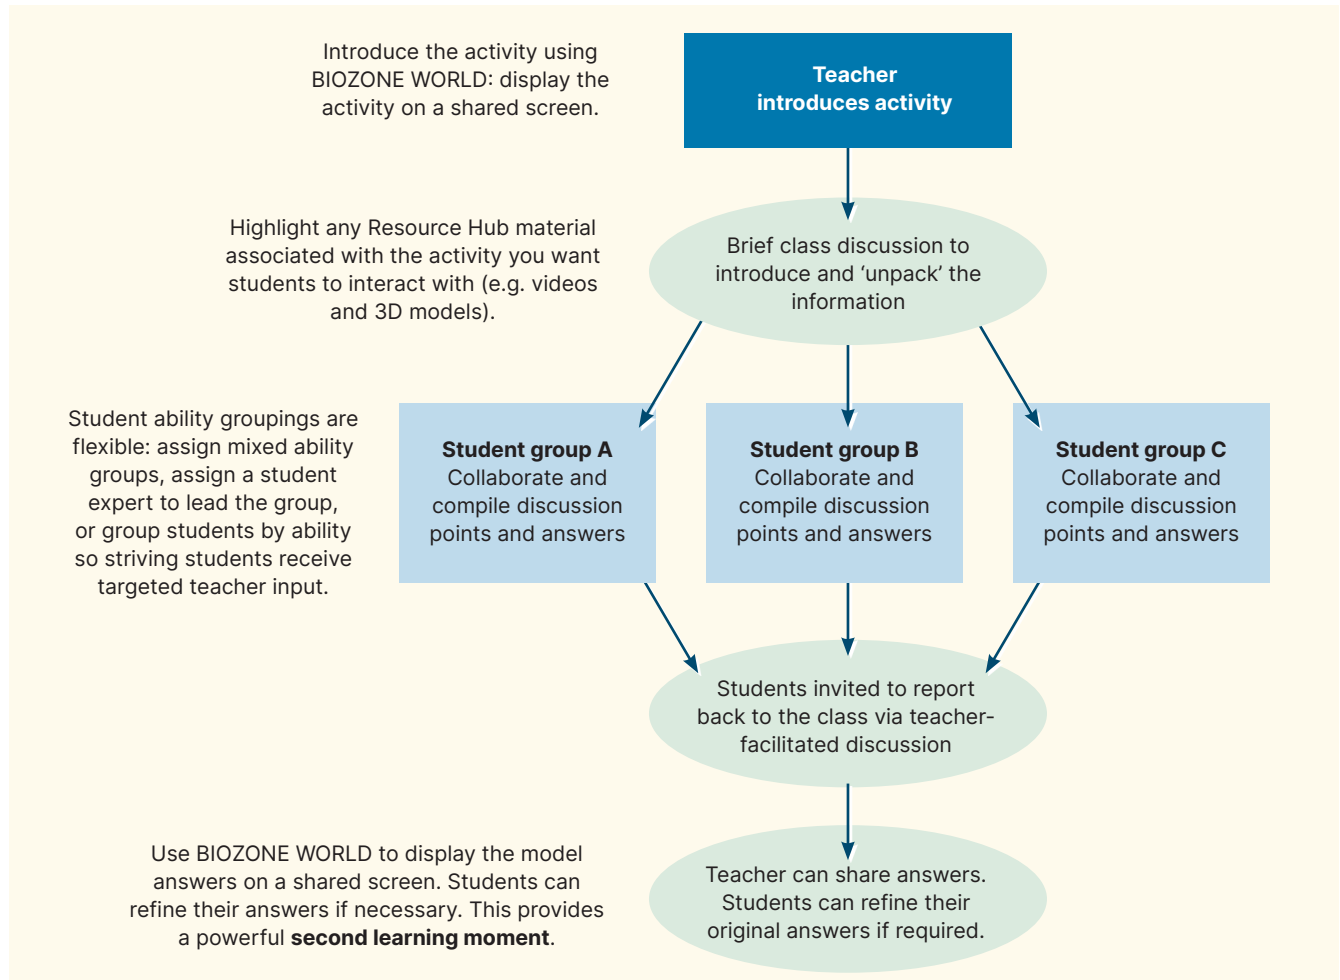 Introduce the activity using
BIOZONE WORLD: display the
activity on a shared screen.
Teacher
introduces activity
Highlight any Resource Hub material
associated with the activity you want
students to interact with (e.g. videos
and 3D models).
Brief class discussion to
introduce and ‘unpack’ the
information
Student ability groupings are
flexible: assign mixed ability
groups, assign a student
expert to lead the group,
or group students by ability
so striving students receive
targeted teacher input.
Student group A
Collaborate and
compile discussion
points and answers
Student group B
Collaborate and
compile discussion
points and answers
Student group C
Collaborate and
compile discussion
points and answers
Students invited to report
back to the class via teacher-
facilitated discussion
Use BIOZONE WORLD to display the model
answers on a shared screen. Students can
refine their answers if necessary. This provides
a powerful second learning moment.
Teacher can share answers.
Students can refine their
original answers if required.